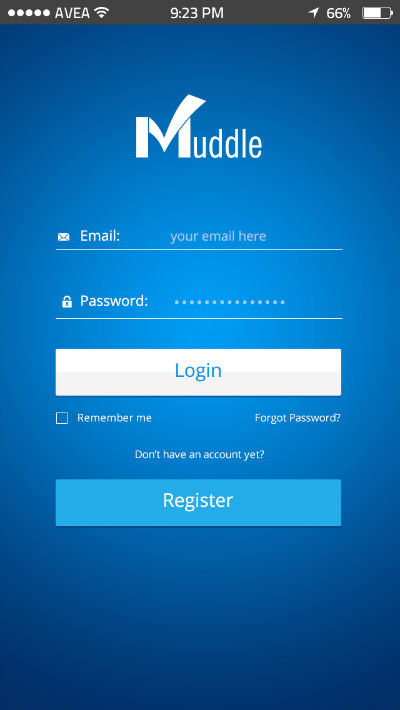 AVEA 9:23 PM 66%
Muddle
Email: your email here
Password:
Login
Remember me Forgot Password?
Don't have an account yet?
Register